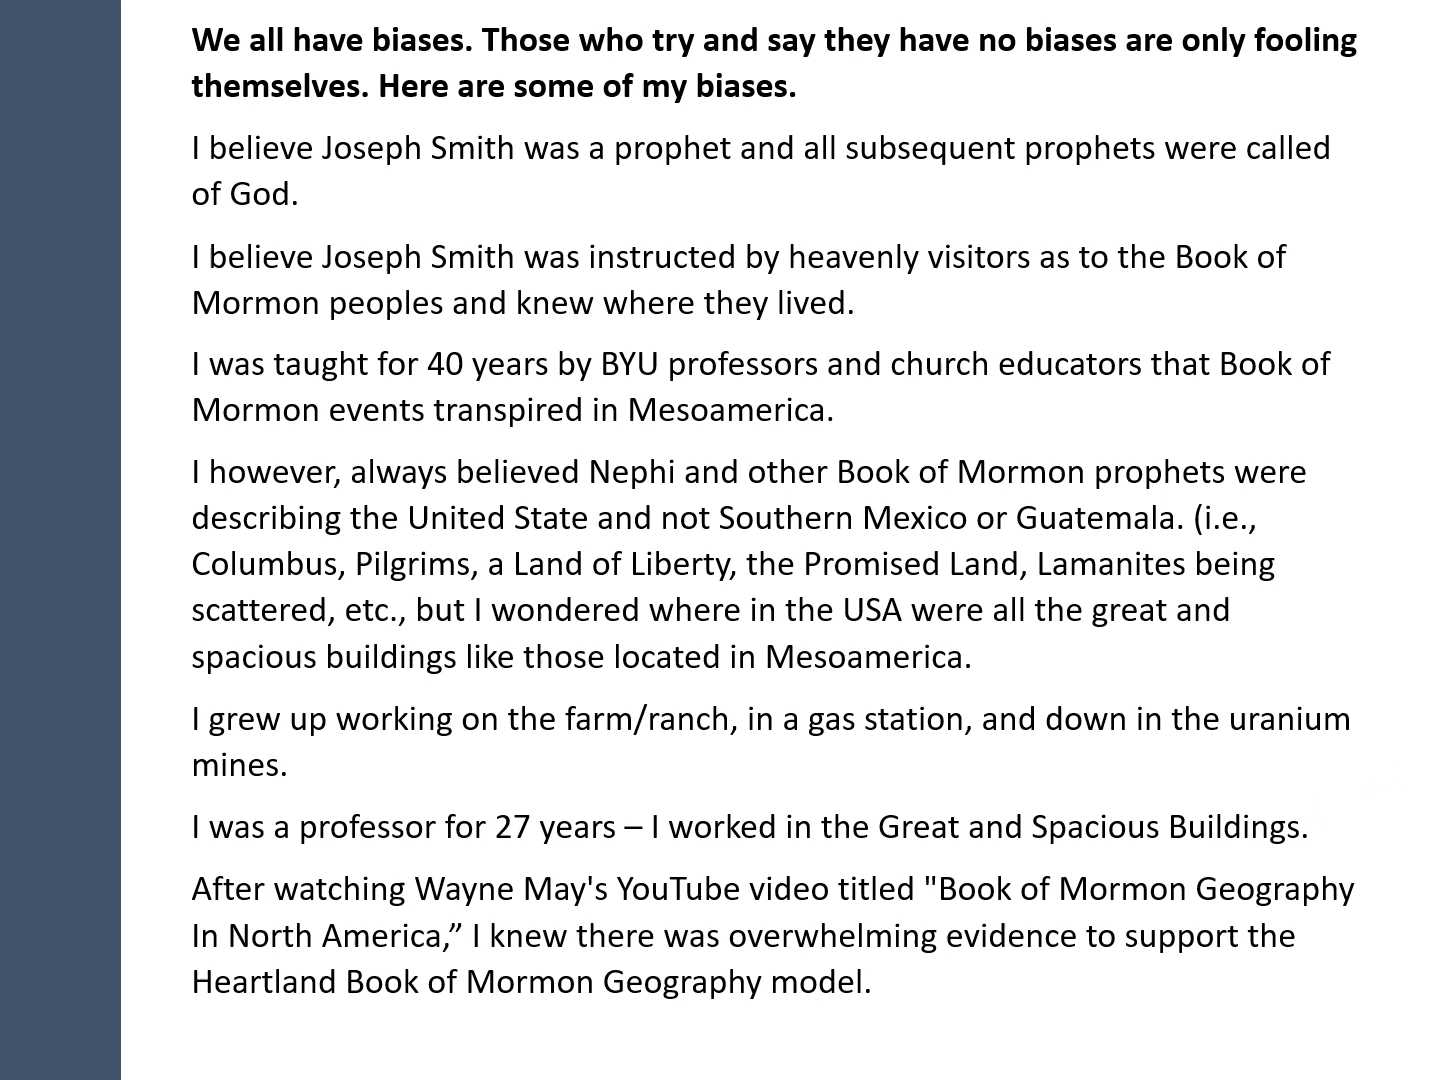 We all have biases. Those who try and say they have no biases are only fooling
themselves. Here are some of my biases.
I believe Joseph Smith was a prophet and all subsequent prophets were called
of God.
I believe Joseph Smith was instructed by heavenly visitors as to the Book of
Mormon peoples and knew where they lived.
I was taught for 40 years by BYU professors and church educators that Book of
Mormon events transpired in Mesoamerica.
I however, always believed Nephi and other Book of Mormon prophets were
describing the United State and not Southern Mexico or Guatemala. (i.e.,
Columbus, Pilgrims, a Land of Liberty, the Promised Land, Lamanites being
scattered, etc., but I wondered where in the USA were all the great and
spacious buildings like those located in Mesoamerica.
I grew up working on the farm/ranch, in a gas station, and down in the uranium
mines.
I was a professor for 27 years – I worked in the Great and Spacious Buildings.
After watching Wayne May's YouTube video titled "Book of Mormon Geography
In North America,” I knew there was overwhelming evidence to support the
Heartland Book of Mormon Geography model.